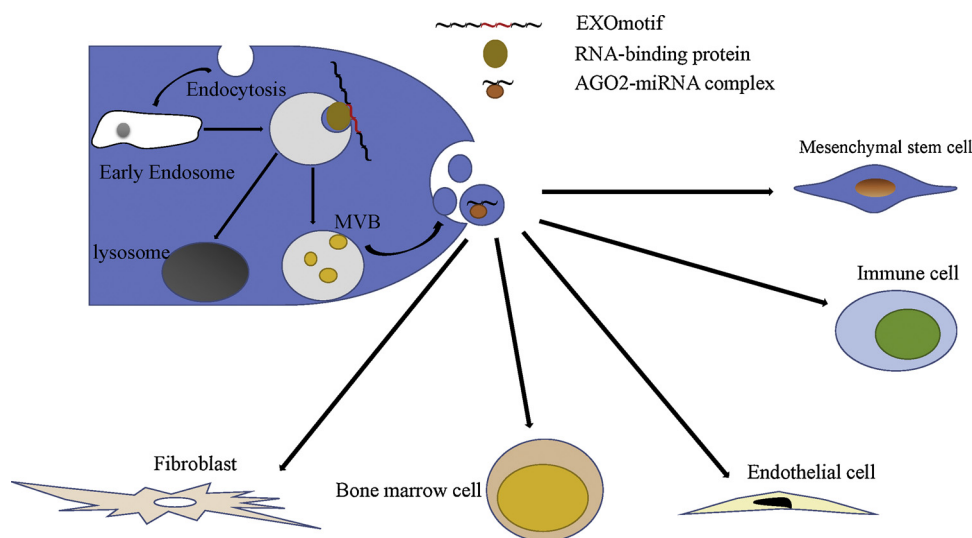 EXOmotif
RNA-binding protein
AGO2-miRNA complex
Endocytosis
Early Endosome
MVB
lysosome
Mesenchymal stem cell
Immune cell
Fibroblast
Bone marrow cell
Endothelial cell